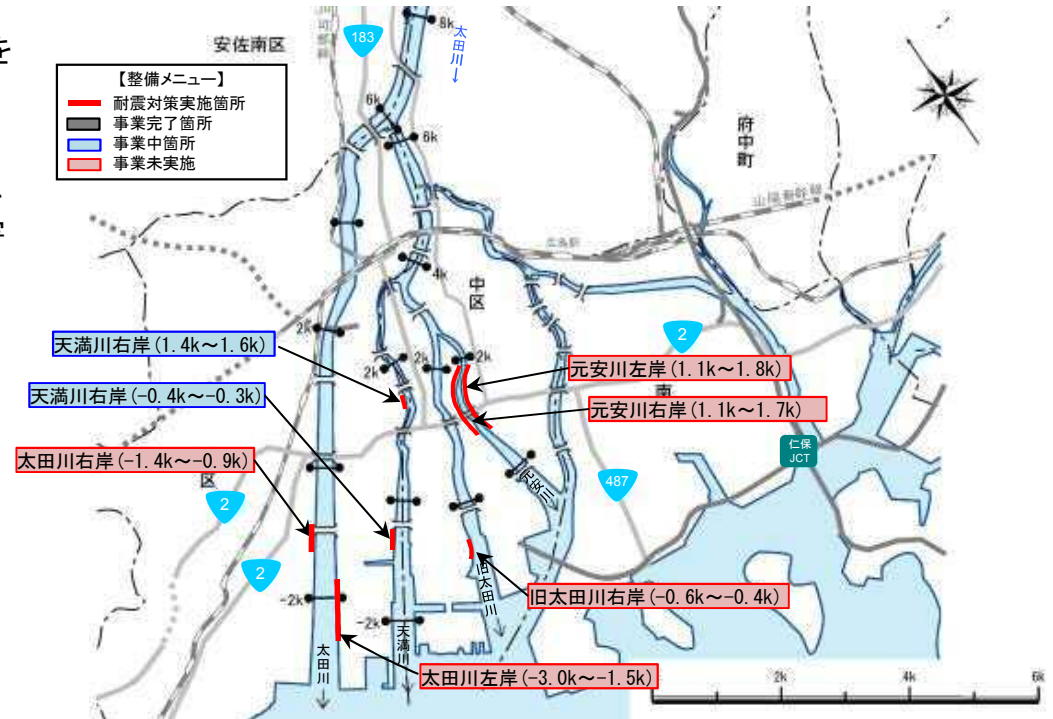 を
安佐南区
183
8k
太田川
【整備メニュー】
耐震対策実施箇所
事業完了箇所
事業中箇所
事業未実施
6k
6k
府中町
山陽新幹線
広島駅
4k
中区
2k
2k
2k
2k
2
天満川右岸(1.4k～1.6k)
元安川左岸(1.1k～1.8k)
天満川右岸(-0.4k～-0.3k)
南
元安川右岸(1.1k～1.7k)
太田川右岸(-1.4k～-0.9k)
区
仁保
JCT
元安川
487
2
2
旧太田川
旧太田川右岸(-0.6k～-0.4k)
-2k
-2k
天満川
太田川
太田川左岸(-3.0k～-1.5k)
2k
4k
6k